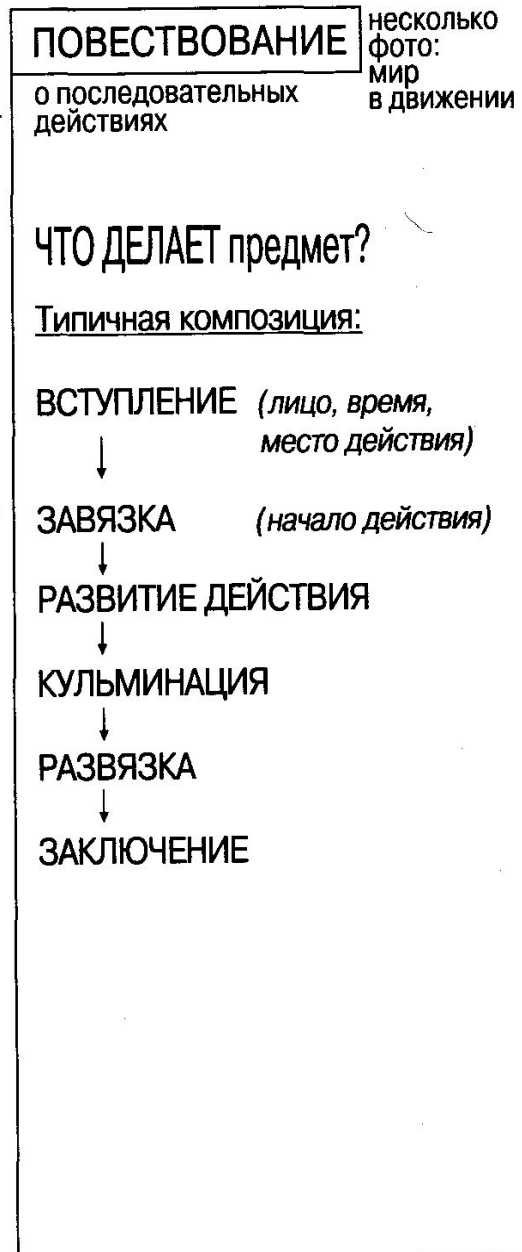 ПОВЕСТВОВАНИЕ
несколько
фото:
мир
в движении
о последовательных
действиях
ЧТО ДЕЛАЕТ предмет?
Типичная композиция:
ВСТУПЛЕНИЕ (лицо, время,
место действия)
ЗАВЯЗКА (начало действия)
РАЗВИТИЕ ДЕЙСТВИЯ
КУЛЬМИНАЦИЯ
РАЗВЯЗКА
ЗАКЛЮЧЕНИЕ